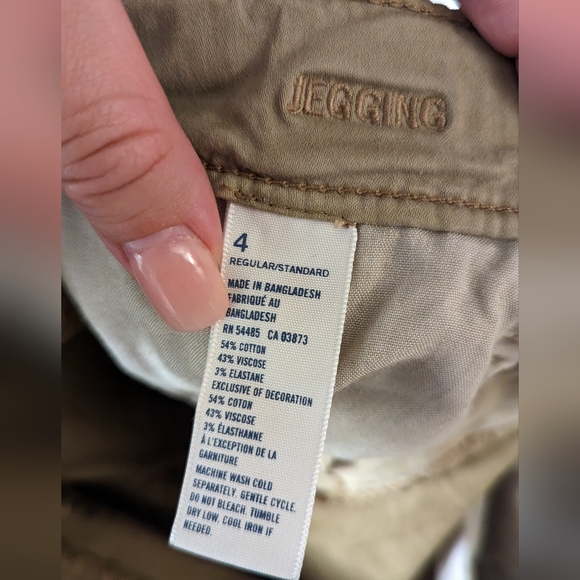 JEGGING
4
REGULAR/STANDARD
MADE IN BANGLADESH
FABRIQUÉ AU
BANGLADESH
RN 54485 CA 03873
54% COTTON
43% VISCOSE
3% ELASTANE
EXCLUSIVE OF DECORATION
54% COTON
43% VISCOSE
3% ÉLASTHANNE
À L'EXCEPTION DE LA
GARNITURE
MACHINE WASH COLD
SEPARATELY. GENTLE CYCLE.
DO NOT BLEACH. TUMBLE
DRY LOW. COOL IRON IF
NEEDED.